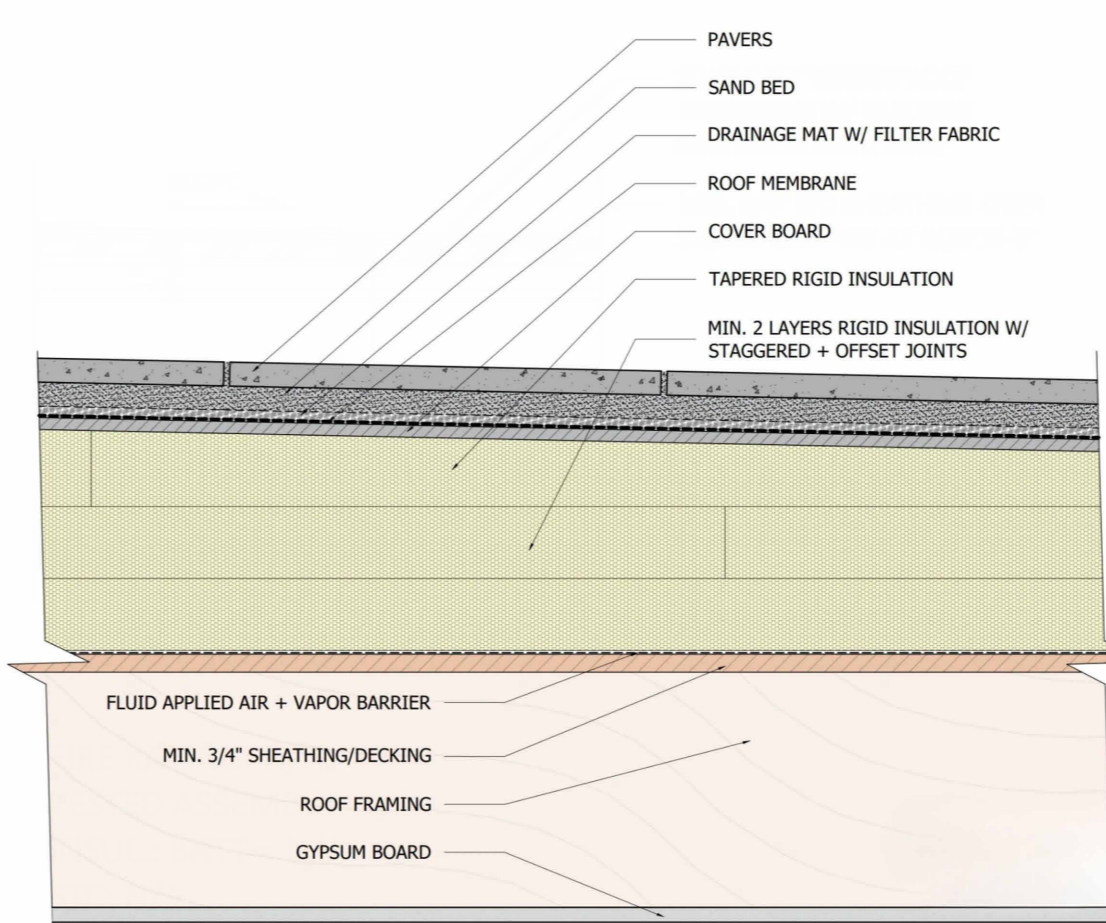 PAVERS
SAND BED
DRAINAGE MAT W/ FILTER FABRIC
ROOF MEMBRANE
COVER BOARD
TAPERED RIGID INSULATION
MIN. 2 LAYERS RIGID INSULATION W/
STAGGERED + OFFSET JOINTS
FLUID APPLIED AIR + VAPOR BARRIER
MIN. 3/4" SHEATHING/DECKING
ROOF FRAMING
GYPSUM BOARD